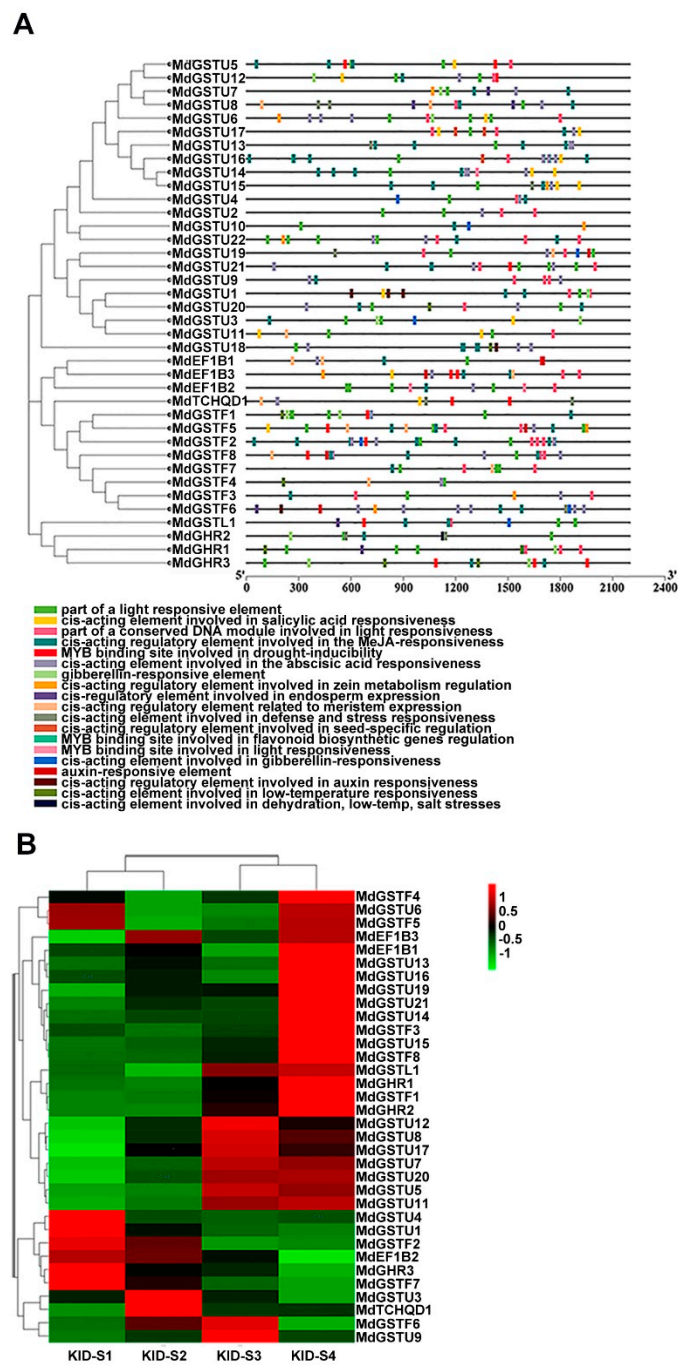 A
MdGSTU5
MdGSTU12
MdGSTU7
MdGSTU8
MdGSTU6
MdGSTU17
MdGSTU13
MdGSTU16
MdGSTU14
MdGSTU15
MdGSTU4
MdGSTU2
MdGSTU10
MdGSTU22
MdGSTU19
MdGSTU21
MdGSTU9
MdGSTU1
MdGSTU20
MdGSTU3
MdGSTU11
MdGSTU18
MdEF1B1
MdEF1B3
MdEF1B2
MdTCHQD1
MdGSTF1
MdGSTF5
MdGSTF2
MdGSTF8
MdGSTF7
MdGSTF4
MdGSTF3
MdGSTF6
MdGSTL1
MdGHR2
MdGHR1
MdGHR3
5' 3'
0 300 600 900 1200 1500 1800 2200 2400
part of a light responsive element
cis-acting element involved in salicylic acid responsiveness
part of a conserved DNA module involved in light responsiveness
cis-acting regulatory element involved in the MeJA-responsiveness
MYB binding site involved in drought-inducibility
cis-acting element involved in the abscisic acid responsiveness
gibberellin-responsive element
cis-acting regulatory element involved in zein metabolism regulation
cis-regulatory element involved in endosperm expression
cis-acting regulatory element related to meristem expression
cis-acting element involved in defense and stress responsiveness
cis-acting regulatory element involved in seed-specific regulation
MYB binding site involved in flavonoid biosynthetic genes regulation
MYB binding site involved in light responsiveness
cis-acting element involved in gibberellin-responsiveness
auxin-responsive element
cis-acting regulatory element involved in auxin responsiveness
cis-acting element involved in low-temperature responsiveness
cis-acting element involved in dehydration, low-temp, salt stresses
B
MdGSTF4
MdGSTU6
MdGSTF5
MdEF1B3
MdEF1B1
MdGSTU13
MdGSTU16
MdGSTU19
MdGSTU21
MdGSTU14
MdGSTF3
MdGSTU15
MdGSTF8
MdGSTL1
MdGHR1
MdGSTF1
MdGHR2
MdGSTU12
MdGSTU8
MdGSTU17
MdGSTU7
MdGSTU20
MdGSTU5
MdGSTU11
MdGSTU4
MdGSTU1
MdGSTF2
MdEF1B2
MdGHR3
MdGSTF7
MdGSTU3
MdTCHQD1
MdGSTF6
MdGSTU9
1
0.5
0
-0.5
-1
KID-S1 KID-S2 KID-S3 KID-S4